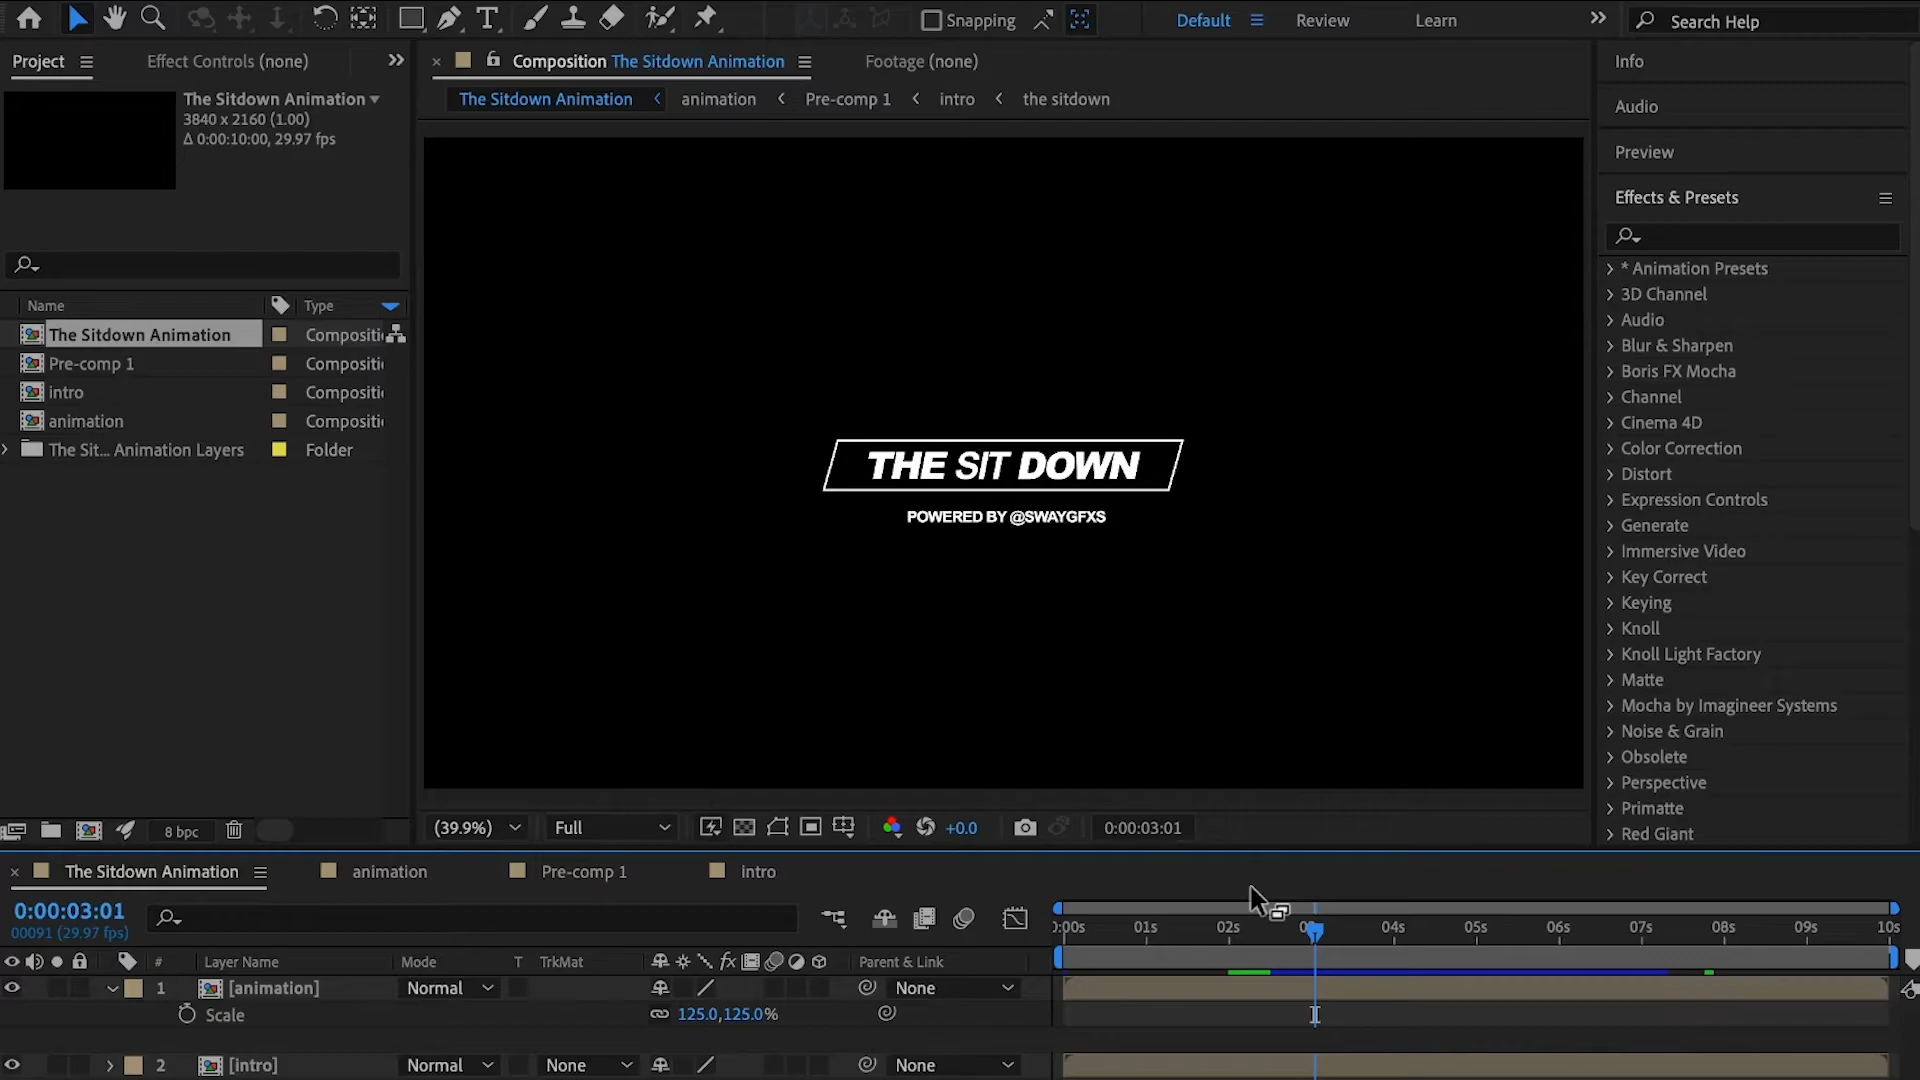 Snapping
Default
Review
Learn
Search Help
Project
Effect Controls (none)
Composition The Sitdown Animation
Footage (none)
Info
The Sitdown Animation
3840 x 2160 (1.00)
Δ 0:00:10:00, 29.97 fps
The Sitdown Animation
animation
Pre-comp 1
intro
the sitdown
Audio
Preview
Effects & Presets
Name
Type
The Sitdown Animation
Compositi
Pre-comp 1
Compositi
intro
Compositi
animation
Compositi
The Sit... Animation Layers
Folder
THE SIT DOWN
POWERED BY @SWAYGFXS
* Animation Presets
3D Channel
Audio
Blur & Sharpen
Boris FX Mocha
Channel
Cinema 4D
Color Correction
Distort
Expression Controls
Generate
Immersive Video
Key Correct
Keying
Knoll
Knoll Light Factory
Matte
Mocha by Imagineer Systems
Noise & Grain
Obsolete
Perspective
Primatte
Red Giant
8 bpc
(39.9%)
Full
+0.0
0:00:03:01
The Sitdown Animation
animation
Pre-comp 1
intro
0:00:03:01
00091 (29.97 fps)
):00s
01s
02s
04s
05s
06s
07s
08s
09s
10s
#
Layer Name
Mode
T
TrkMat
fx
Parent & Link
1
[animation]
Normal
None
Scale
125.0,125.0%
2
[intro]
Normal
None
None